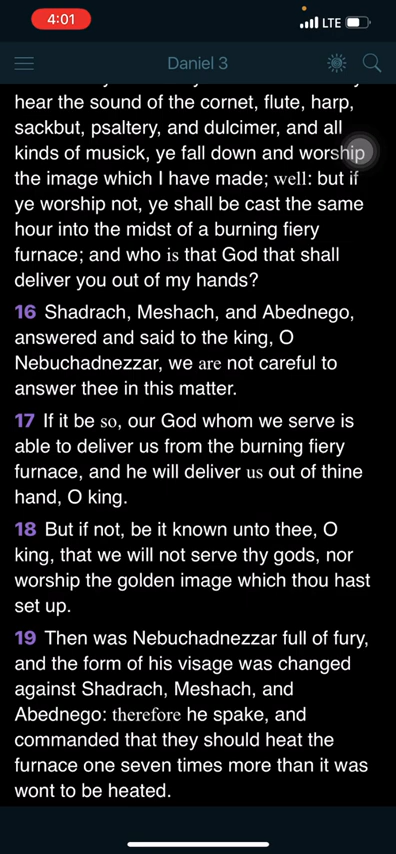 4:01
LTE
Daniel 3
hear the sound of the cornet, flute, harp,
sackbut, psaltery, and dulcimer, and all
kinds of musick, ye fall down and worship
the image which I have made; well: but if
ye worship not, ye shall be cast the same
hour into the midst of a burning fiery
furnace; and who is that God that shall
deliver you out of my hands?
16 Shadrach, Meshach, and Abednego,
answered and said to the king, O
Nebuchadnezzar, we are not careful to
answer thee in this matter.
17 If it be so, our God whom we serve is
able to deliver us from the burning fiery
furnace, and he will deliver us out of thine
hand, O king.
18 But if not, be it known unto thee, O
king, that we will not serve thy gods, nor
worship the golden image which thou hast
set up.
19 Then was Nebuchadnezzar full of fury,
and the form of his visage was changed
against Shadrach, Meshach, and
Abednego: therefore he spake, and
commanded that they should heat the
furnace one seven times more than it was
wont to be heated.